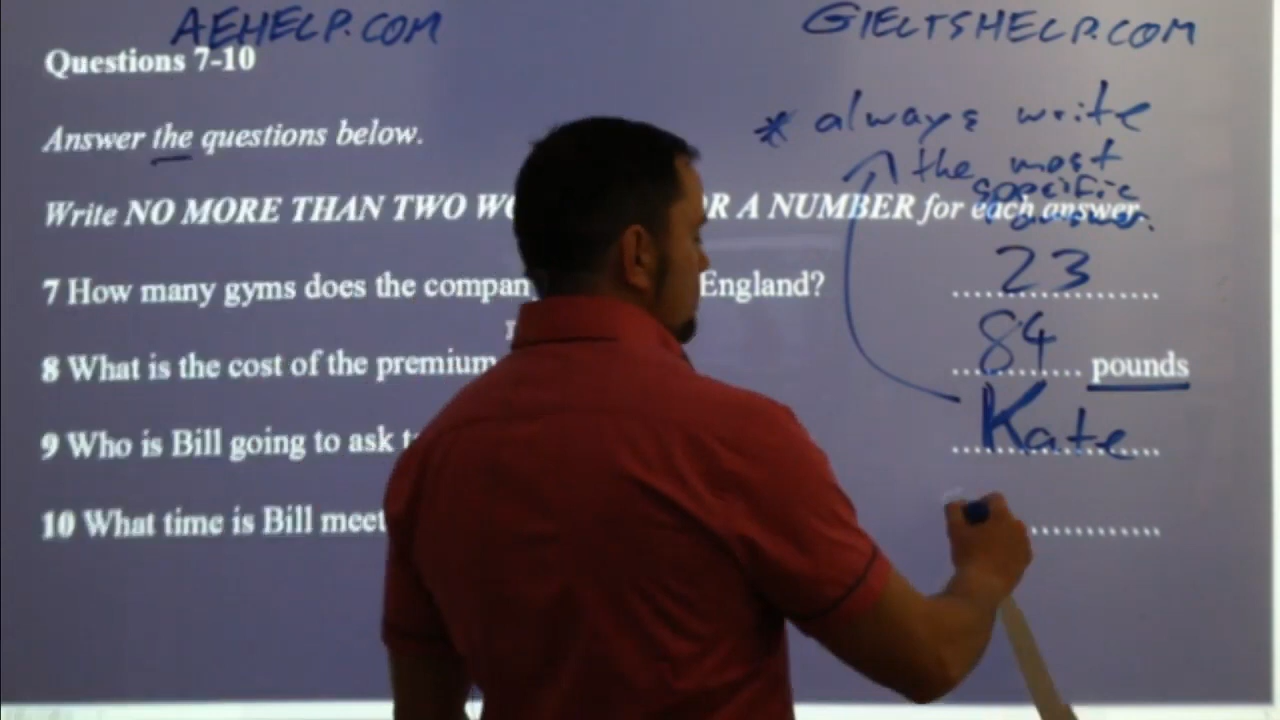 AEHELP.COM
GIELTSHELP.COM
Questions 7-10
* always write
the most
specific
answer.
Answer the questions below.
Write NO MORE THAN TWO OR A NUMBER for each answer
7 How many gyms does the England? 23
8 What is the cost of the premium 84 pounds
9 Who is Bill going to ask Kate
10 What time is Bill